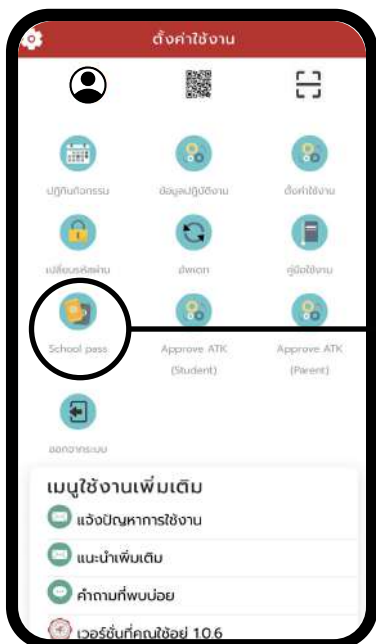 ตั้งค่าใช้งาน
ปฏิทินกิจกรรม ข้อมูลปฏิบัติงาน ตั้งค่าใช้งาน
เปลี่ยนรหัสผ่าน อัพเดท คู่มือใช้งาน
School pass Approve ATK Approve ATK
(Student) (Parent)
ออกจากระบบ
เมนูใช้งานเพิ่มเติม
แจ้งปัญหาการใช้งาน
แนะนำเพิ่มเติม
คำถามที่พบบ่อย
เวอร์ชั่นที่คุณใช้อยู่ 1.0.6